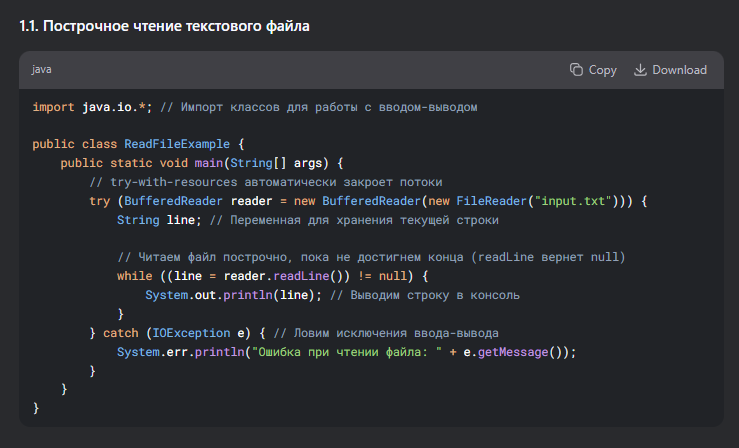 1.1. Построчное чтение текстового файла
java
Copy
Download
import java.io.*; // Импорт классов для работы с вводом-выводом
public class ReadFileExample {
    public static void main(String[] args) {
        // try-with-resources автоматически закроет потоки
        try (BufferedReader reader = new BufferedReader(new FileReader("input.txt"))) {
            String line; // Переменная для хранения текущей строки
            // Читаем файл построчно, пока не достигнем конца (readLine вернет null)
            while ((line = reader.readLine()) != null) {
                System.out.println(line); // Выводим строку в консоль
            }
        } catch (IOException e) { // Ловим исключения ввода-вывода
            System.err.println("Ошибка при чтении файла: " + e.getMessage());
        }
    }
}